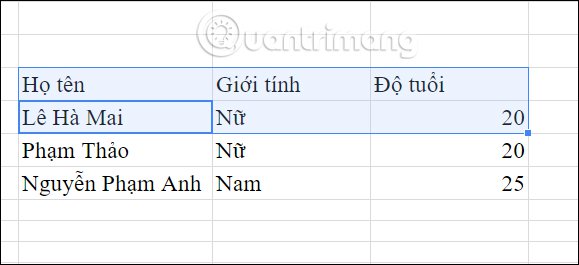 Quantrimang
Họ tên Giới tính Độ tuổi
Lê Hà Mai Nữ 20
Phạm Thảo Nữ 20
Nguyễn Phạm Anh Nam 25